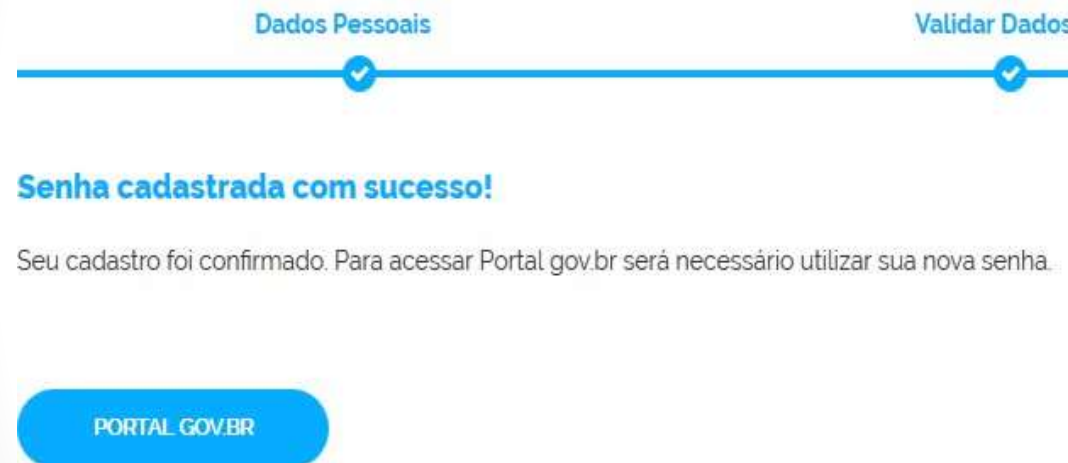 Dados Pessoais
Validar Dados
Senha cadastrada com sucesso!
Seu cadastro foi confirmado. Para acessar Portal gov.br será necessário utilizar sua nova senha.
PORTAL GOV.BR